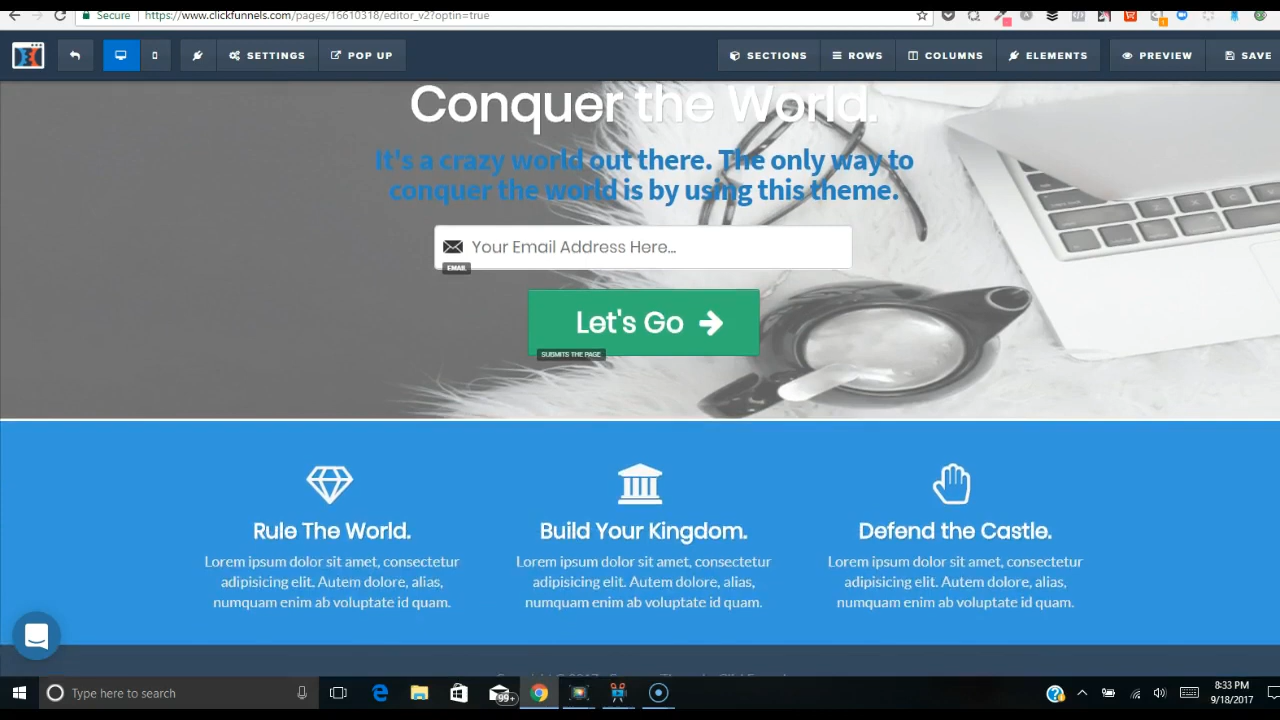 Secure https://www.clickfunnels.com/pages/16610318/editor_v2?optin=true
SETTINGS POP UP SECTIONS ROWS COLUMNS ELEMENTS PREVIEW SAVE
Conquer the World.
It's a crazy world out there. The only way to
conquer the world is by using this theme.
Your Email Address Here...
EMAIL
Let's Go
SUBMITS THE PAGE
Rule The World. Build Your Kingdom. Defend the Castle.
Lorem ipsum dolor sit amet, consectetur Lorem ipsum dolor sit amet, consectetur Lorem ipsum dolor sit amet, consectetur
adipisicing elit. Autem dolore, alias, adipisicing elit. Autem dolore, alias, adipisicing elit. Autem dolore, alias,
numquam enim ab voluptate id quam. numquam enim ab voluptate id quam. numquam enim ab voluptate id quam.
Type here to search
99+
8:33 PM
9/18/2017